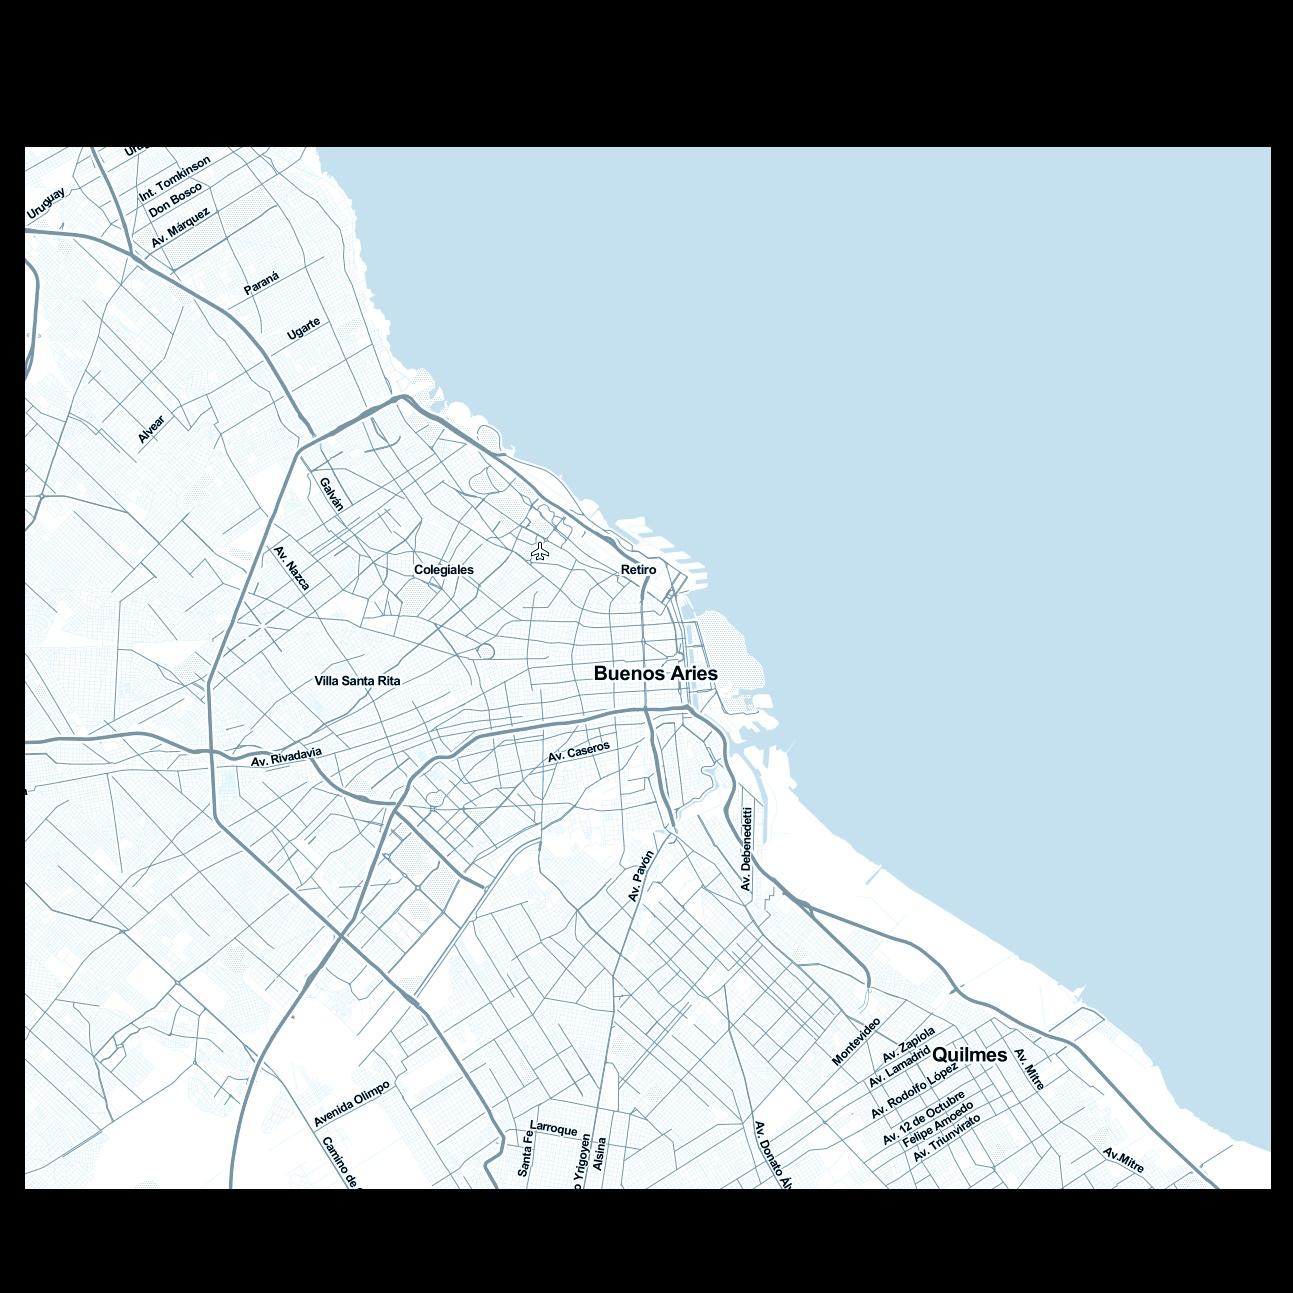 Int. Tomkinson
Uruguay
Don Bosco
Av. Márquez
Paraná
Ugarte
Alvear
Galván
Av. Nazca
Colegiales
Retiro
Buenos Aries
Villa Santa Rita
Av. Rivadavia
Av. Caseros
Av. Debenedetti
Av. Pavón
Montevideo
Av. Zapiola
Av. Lamadrid
Quilmes
Av. Mitre
Av. Rodolfo López
Avenida Olimpo
Av. 12 de Octubre
Felipe Amoedo
Av. Triunvirato
Larroque
Santa Fe
Alsina
o Yrigoyen
Camino de
Av. Donato Ál
Av.Mitre